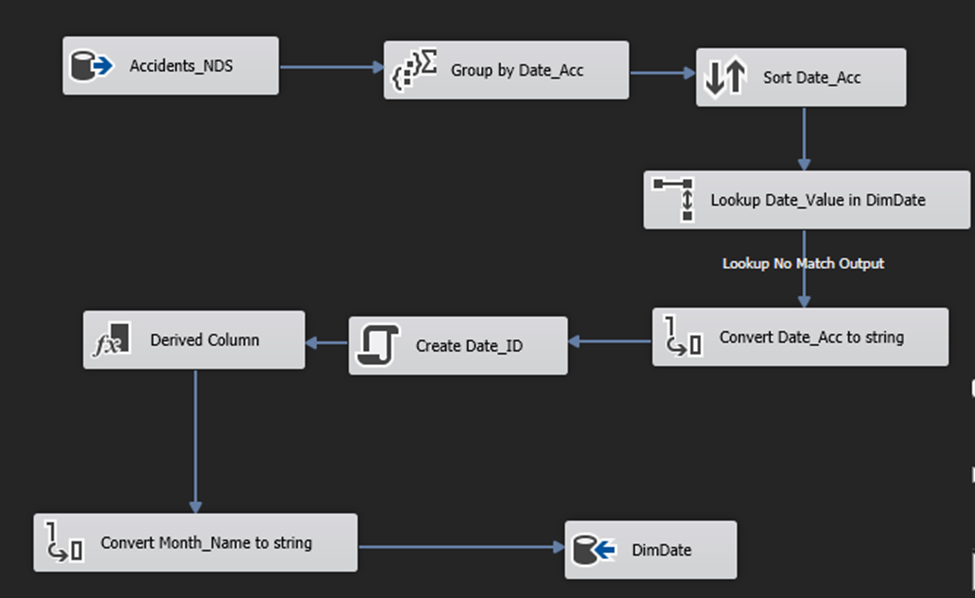 Accidents_NDS
Group by Date_Acc
Sort Date_Acc
Lookup Date_Value in DimDate
Lookup No Match Output
Convert Date_Acc to string
Create Date_ID
Derived Column
Convert Month_Name to string
DimDate